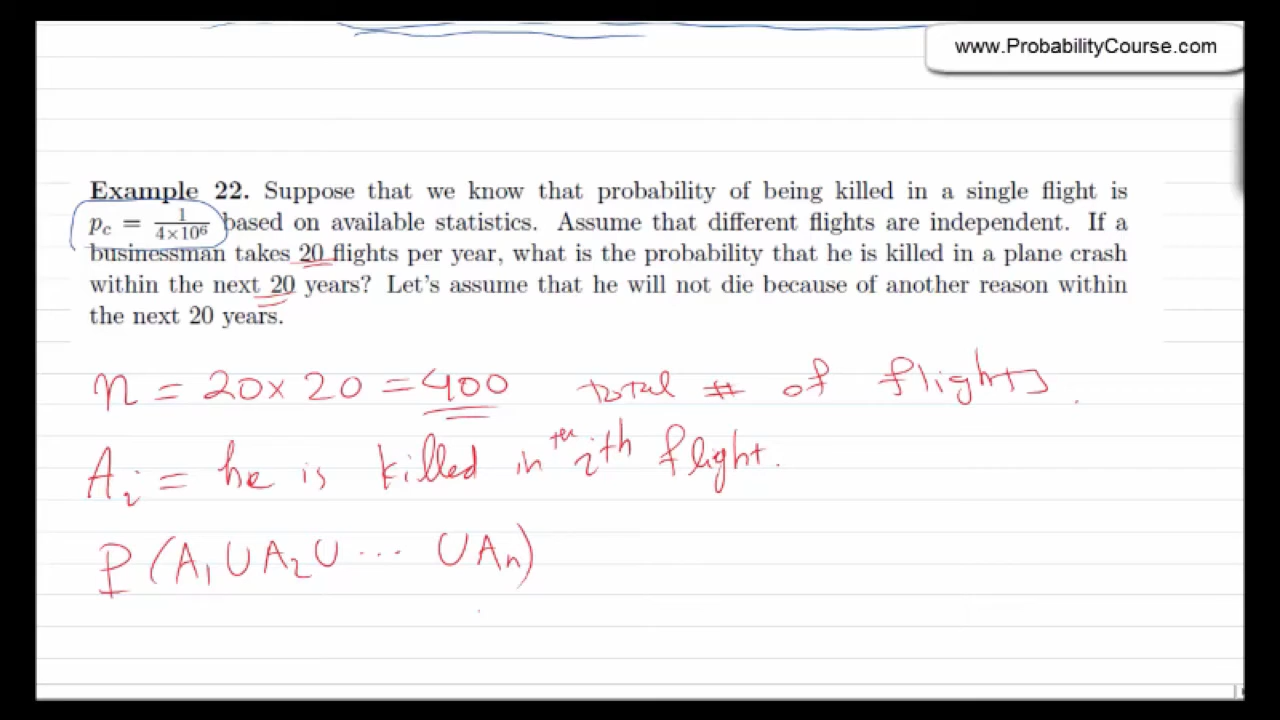 www.ProbabilityCourse.com
Example 22. Suppose that we know that probability of being killed in a single flight is
p_c = 1/(4×10^6) based on available statistics. Assume that different flights are independent. If a
businessman takes 20 flights per year, what is the probability that he is killed in a plane crash
within the next 20 years? Let's assume that he will not die because of another reason within
the next 20 years.
n = 20 × 20 = 400 total # of flights.
A_i = he is killed in the ith flight.
P(A_1 ∪ A_2 ∪ ... ∪ A_n)